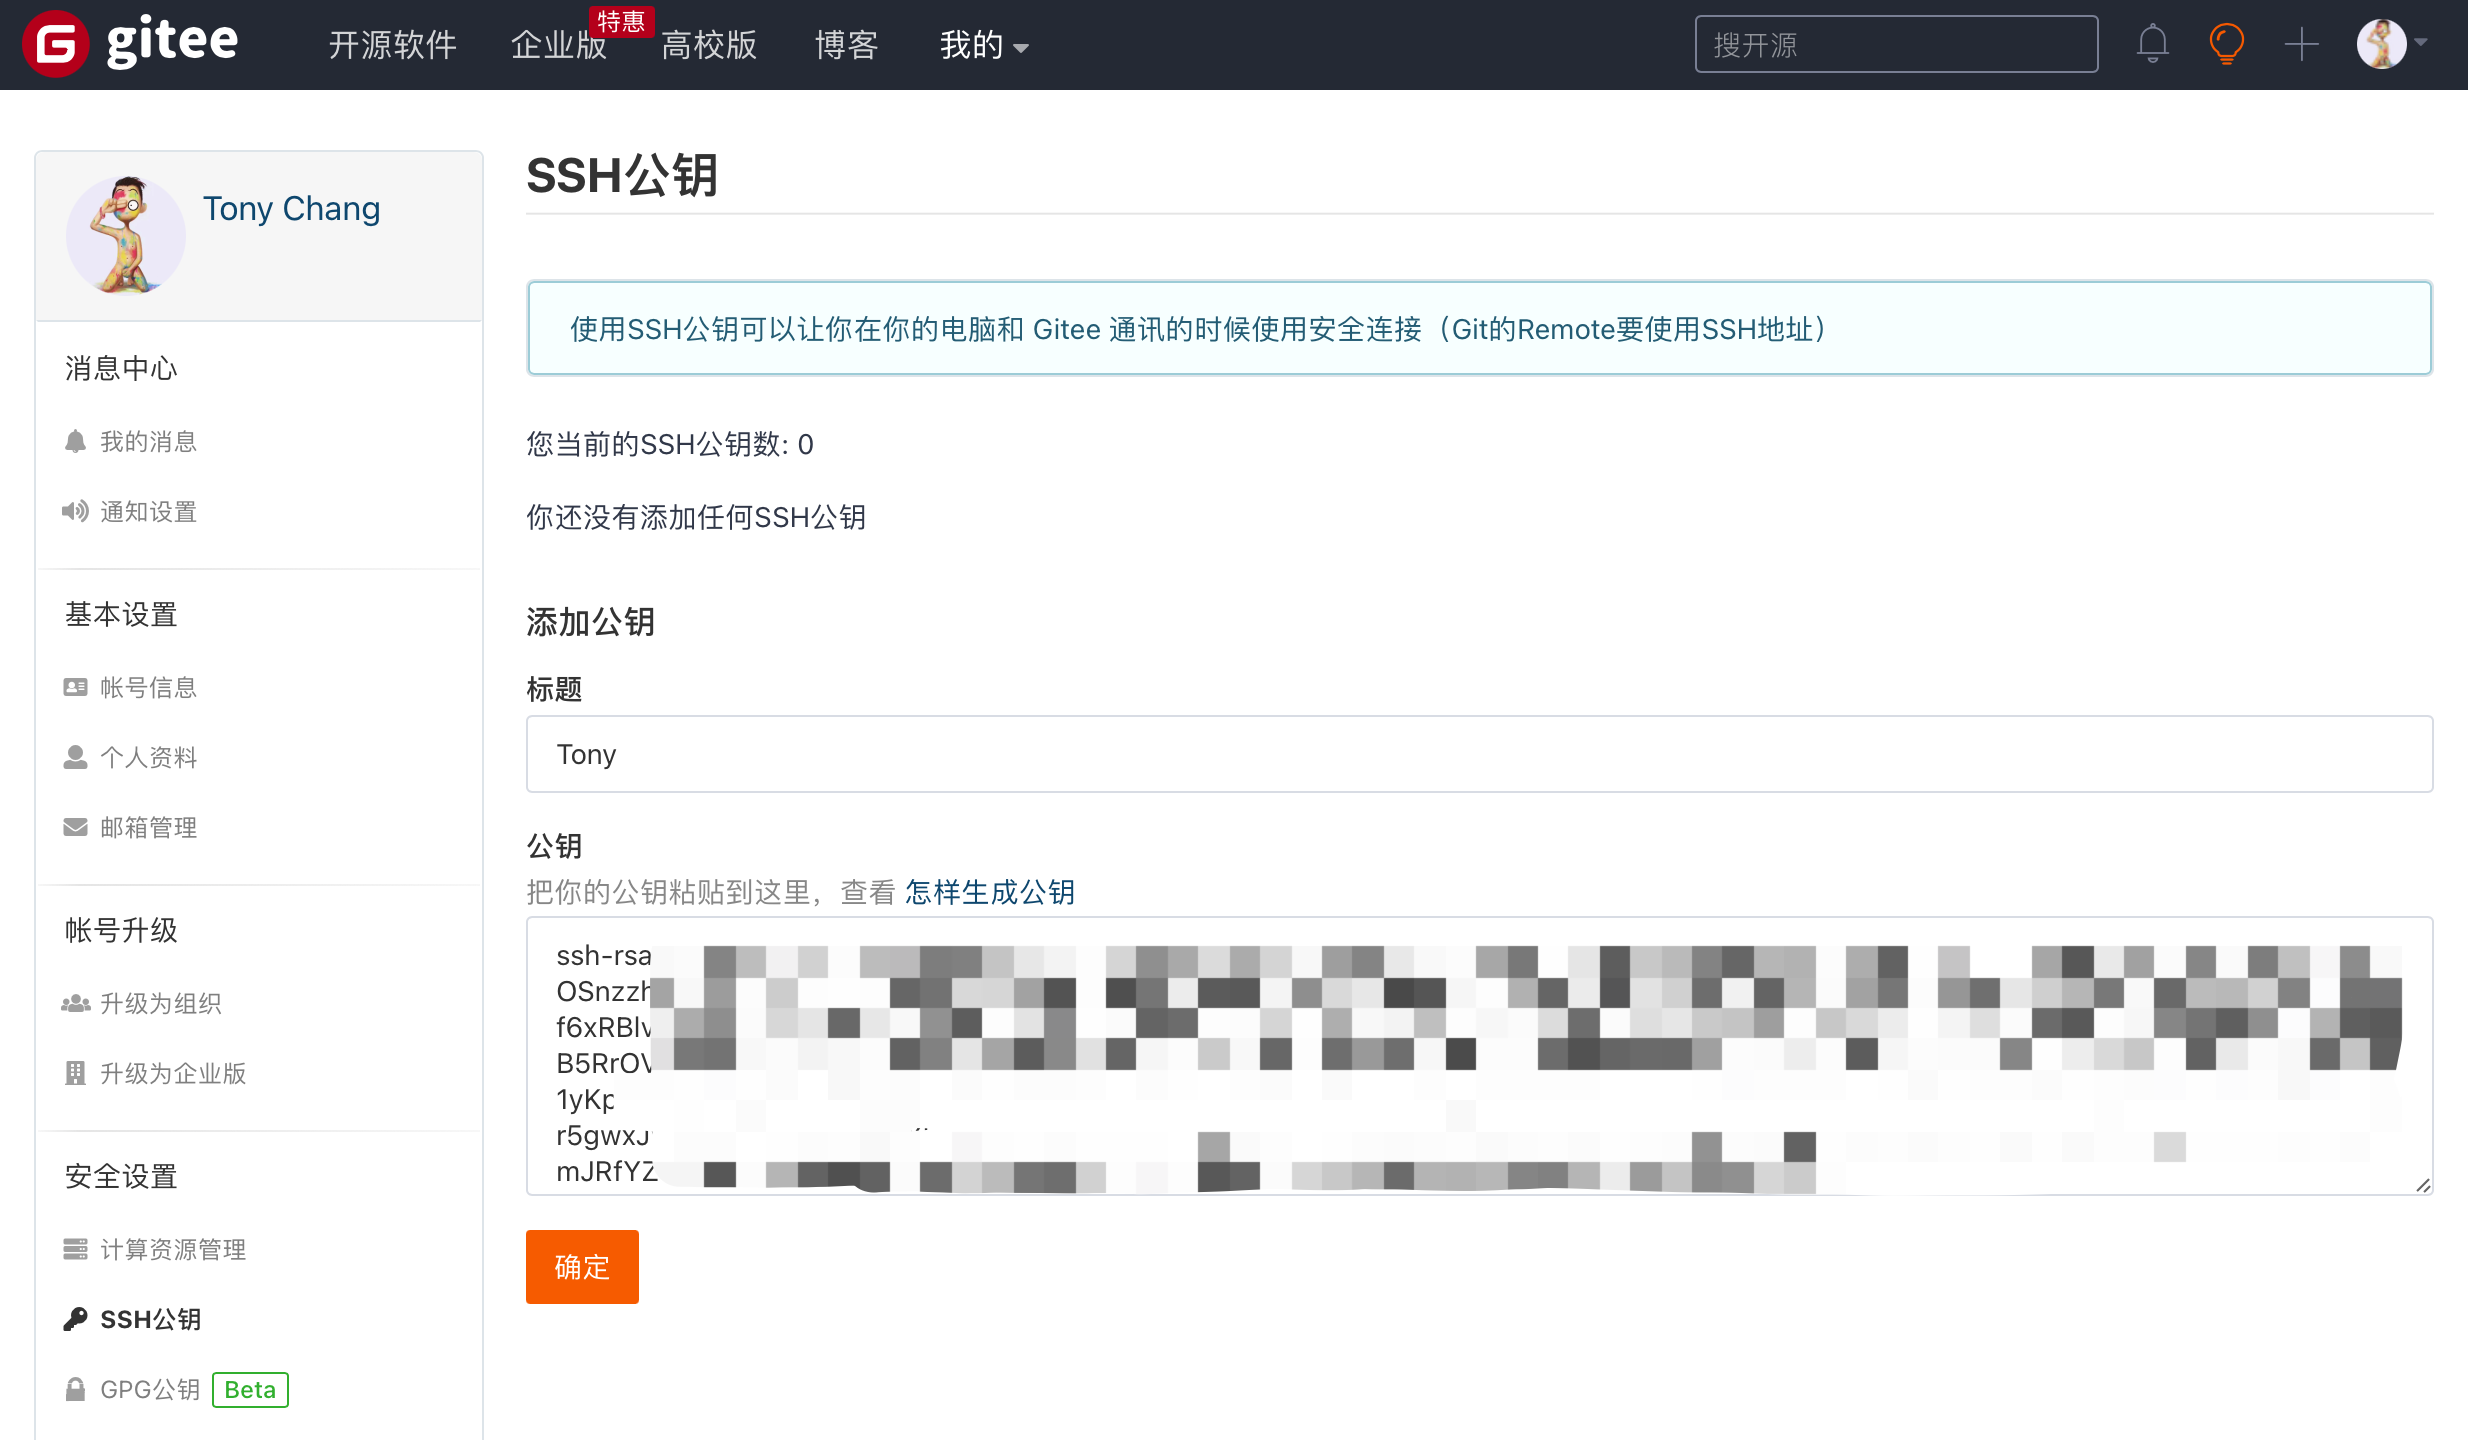 gitee
开源软件
企业版
特惠
高校版
博客
我的
搜开源
Tony Chang
消息中心
我的消息
通知设置
基本设置
帐号信息
个人资料
邮箱管理
帐号升级
升级为组织
升级为企业版
安全设置
计算资源管理
SSH公钥
GPG公钥 Beta
SSH公钥
使用SSH公钥可以让你在你的电脑和 Gitee 通讯的时候使用安全连接（Git的Remote要使用SSH地址）
您当前的SSH公钥数: 0
你还没有添加任何SSH公钥
添加公钥
标题
Tony
公钥
把你的公钥粘贴到这里，查看 怎样生成公钥
ssh-rsa
OSnzzh
f6xRBlv
B5RrOV
1yKp
r5gwxJ
mJRfYZ
确定